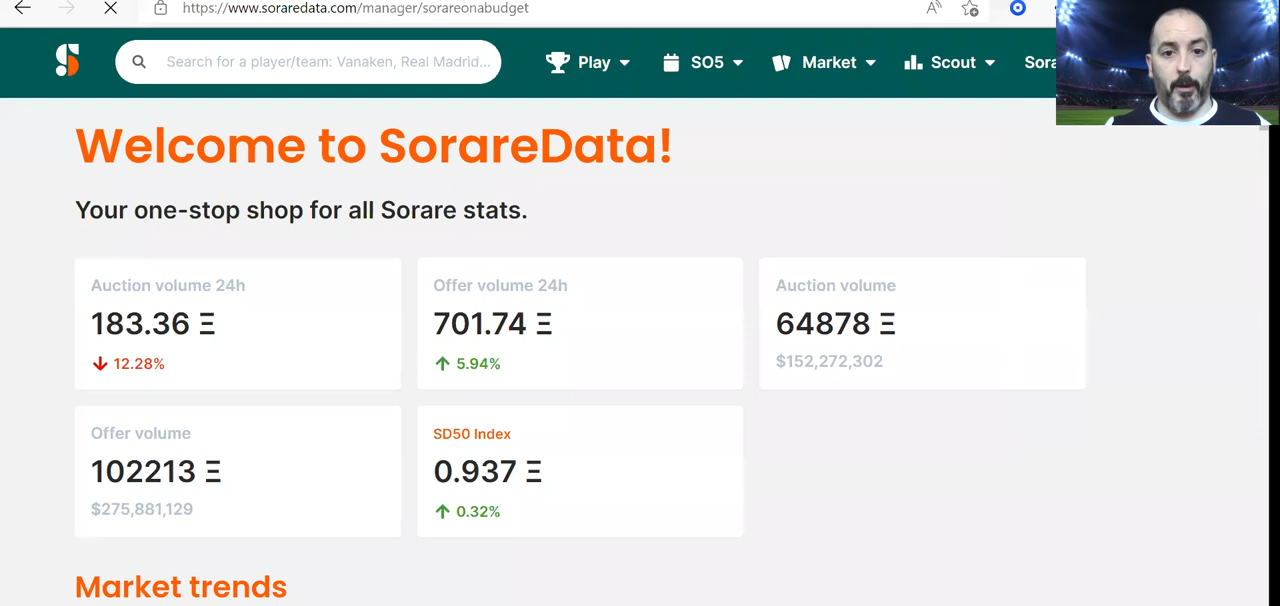 https://www.soraredata.com/manager/sorareonabudget
Search for a player/team: Vanaken, Real Madrid...
Play
SO5
Market
Scout
Sora
Welcome to SorareData!
Your one-stop shop for all Sorare stats.
Auction volume 24h
183.36 Ξ
12.28%
Offer volume 24h
701.74 Ξ
5.94%
Auction volume
64878 Ξ
$152,272,302
Offer volume
102213 Ξ
$275,881,129
SD50 Index
0.937 Ξ
0.32%
Market trends